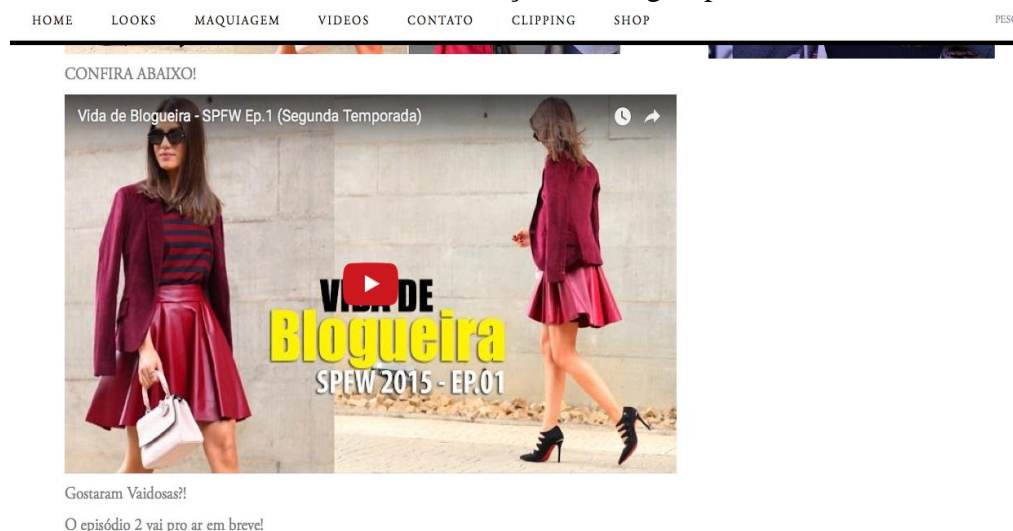 HOME LOOKS MAQUIAGEM VIDEOS CONTATO CLIPPING SHOP
CONFIRA ABAIXO!
Vida de Blogueira - SPFW Ep.1 (Segunda Temporada)
VIDA DE
Blogueira
SPFW 2015 - EP.01
Gostaram Vaidosas?!
O episódio 2 vai pro ar em breve!